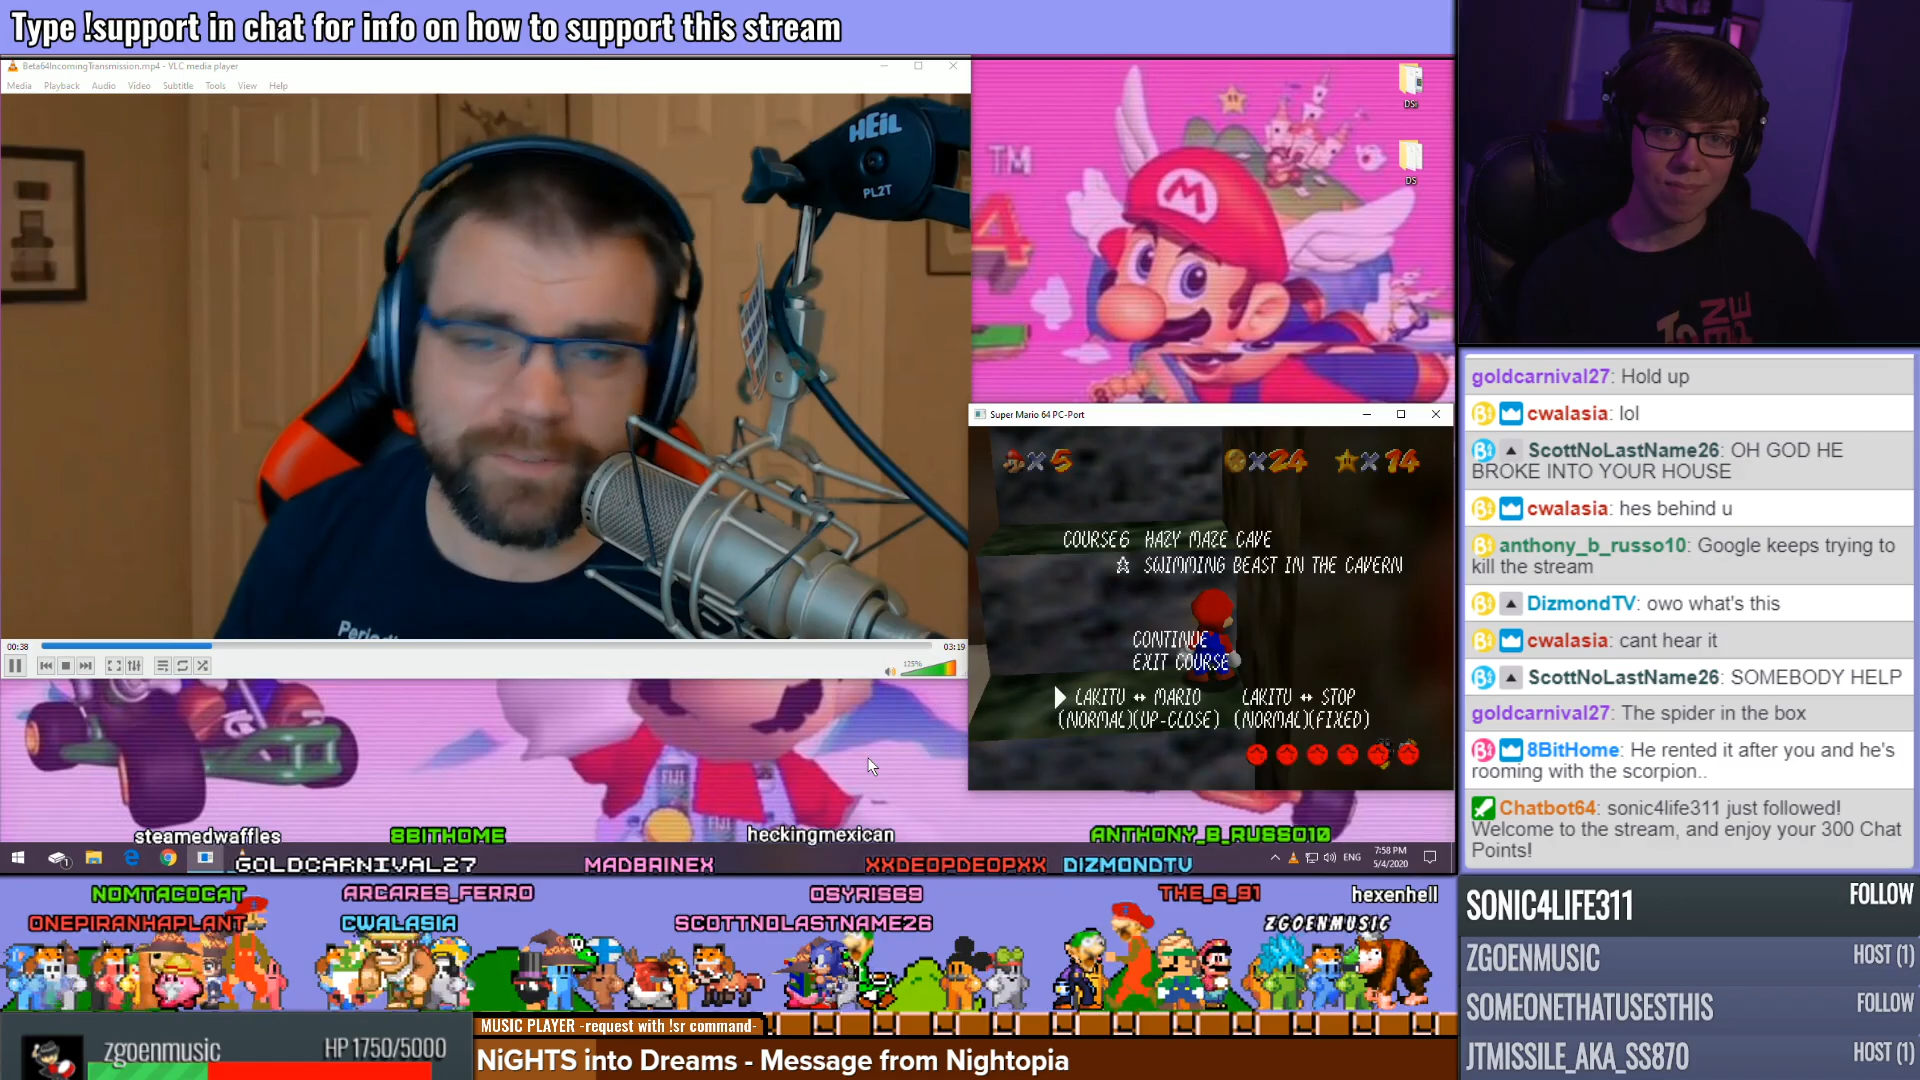 Type !support in chat for info on how to support this stream
Beta64IncomingTransmission.mp4 - VLC media player
Media Playback Audio Video Subtitle Tools View Help
HEiL
PL2T
00:38
03:19
125%
TM
4
M
DSi
DS
Super Mario 64 PC-Port
×5 ×24 ×14
COURSE6 HAZY MAZE CAVE
SWIMMING BEAST IN THE CAVERN
CONTINUE
EXIT COURSE
LAKITU ↔ MARIO LAKITU ↔ STOP
(NORMAL)(UP-CLOSE) (NORMAL)(FIXED)
FIJI
FIJI
goldcarnival27: Hold up
cwalasia: lol
ScottNoLastName26: OH GOD HE
BROKE INTO YOUR HOUSE
cwalasia: hes behind u
anthony_b_russo10: Google keeps trying to
kill the stream
DizmondTV: owo what's this
cwalasia: cant hear it
ScottNoLastName26: SOMEBODY HELP
goldcarnival27: The spider in the box
8BitHome: He rented it after you and he's
rooming with the scorpion..
Chatbot64: sonic4life311 just followed!
Welcome to the stream, and enjoy your 300 Chat
Points!
steamedwaffles 8BITHOME heckingmexican ANTHONY_B_RUSSO10
GOLDCARNIVAL27 MADBRINEX XXDEOPDEOPXX DIZMONDTV
ENG
7:58 PM
5/4/2020
NOMTACOCAT ARCARES_FERRO OSYRIS69 THE_G_91 hexenhell
ONEPIRANHAPLANT CWALASIA SCOTTNOLASTNAME26 ZGOENMUSIC
SONIC4LIFE311 FOLLOW
ZGOENMUSIC HOST (1)
SOMEONETHATUSESTHIS FOLLOW
JTMISSILE_AKA_SS870 HOST (1)
zgoenmusic HP 1750/5000
MUSIC PLAYER -request with !sr command-
NiGHTS into Dreams - Message from Nightopia